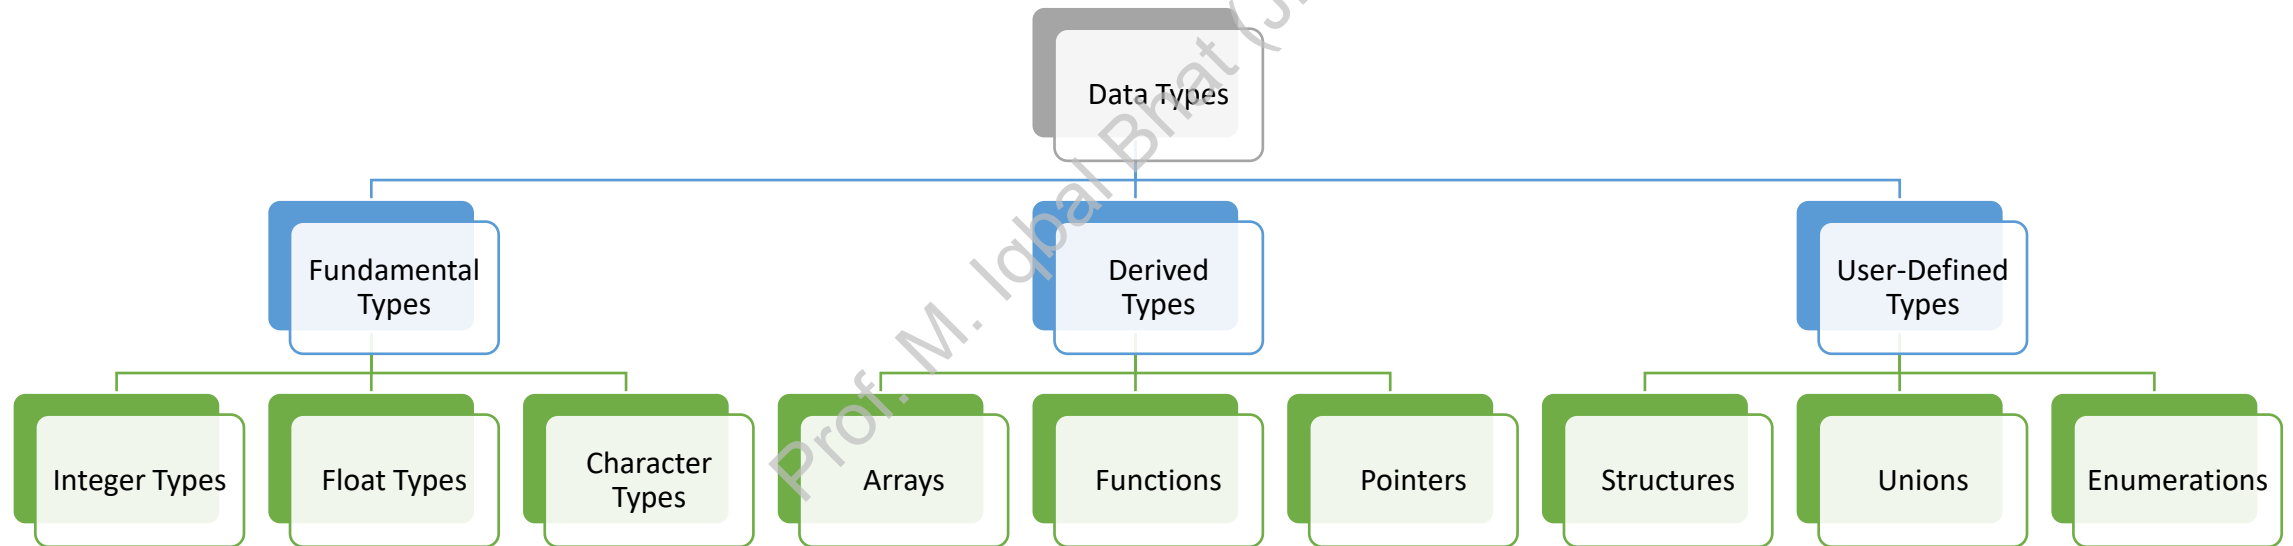 Data Types
Fundamental
Types
Derived
Types
User-Defined
Types
Integer Types
Float Types
Character
Types
Arrays
Functions
Pointers
Structures
Unions
Enumerations
Prof. M. Iqbal Bhat